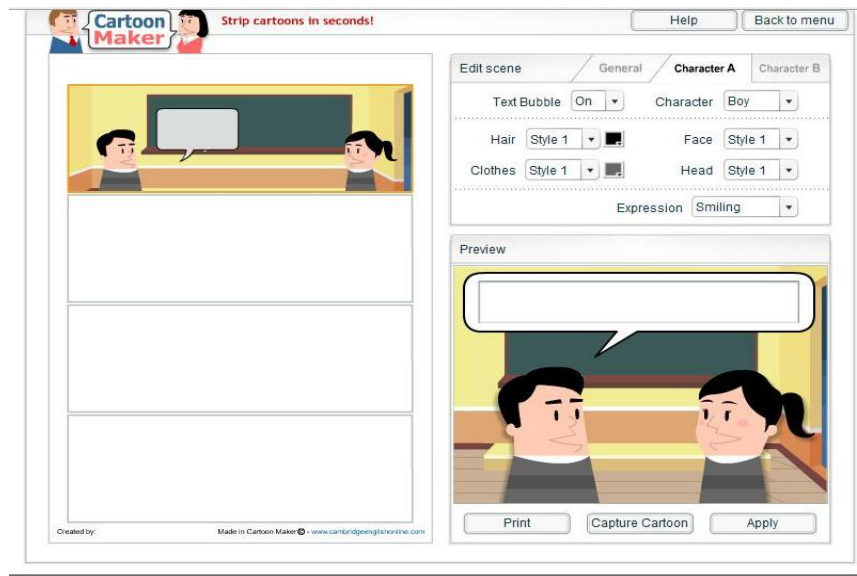 Cartoon
Maker
Strip cartoons in seconds!
Help
Back to menu
Edit scene
General
Character A
Character B
Text Bubble On
Character Boy
Hair Style 1
Face Style 1
Clothes Style 1
Head Style 1
Expression Smiling
Preview
Print
Capture Cartoon
Apply
Created by:
Made in Cartoon Maker© - www.cambridgeenglishonline.com